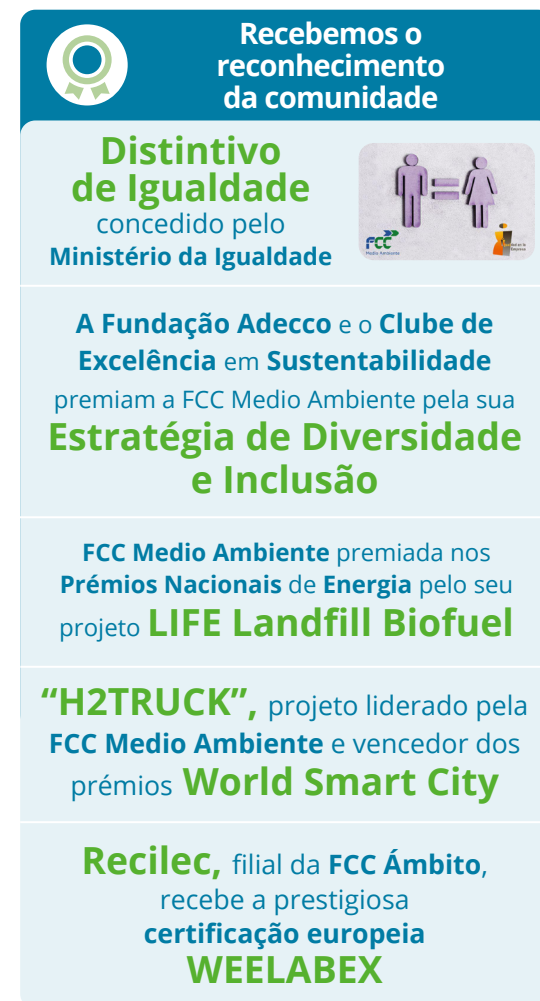 Recebemos o
reconhecimento
da comunidade
Distintivo
de Igualdade
concedido pelo
Ministério da Igualdade
FCC
Medio Ambiente
A Fundação Adecco e o Clube de
Excelência em Sustentabilidade
premiam a FCC Medio Ambiente pela sua
Estratégia de Diversidade
e Inclusão
FCC Medio Ambiente premiada nos
Prémios Nacionais de Energia pelo seu
projeto LIFE Landfill Biofuel
“H2TRUCK”, projeto liderado pela
FCC Medio Ambiente e vencedor dos
prémios World Smart City
Recilec, filial da FCC Ámbito,
recebe a prestigiosa
certificação europeia
WEELABEX